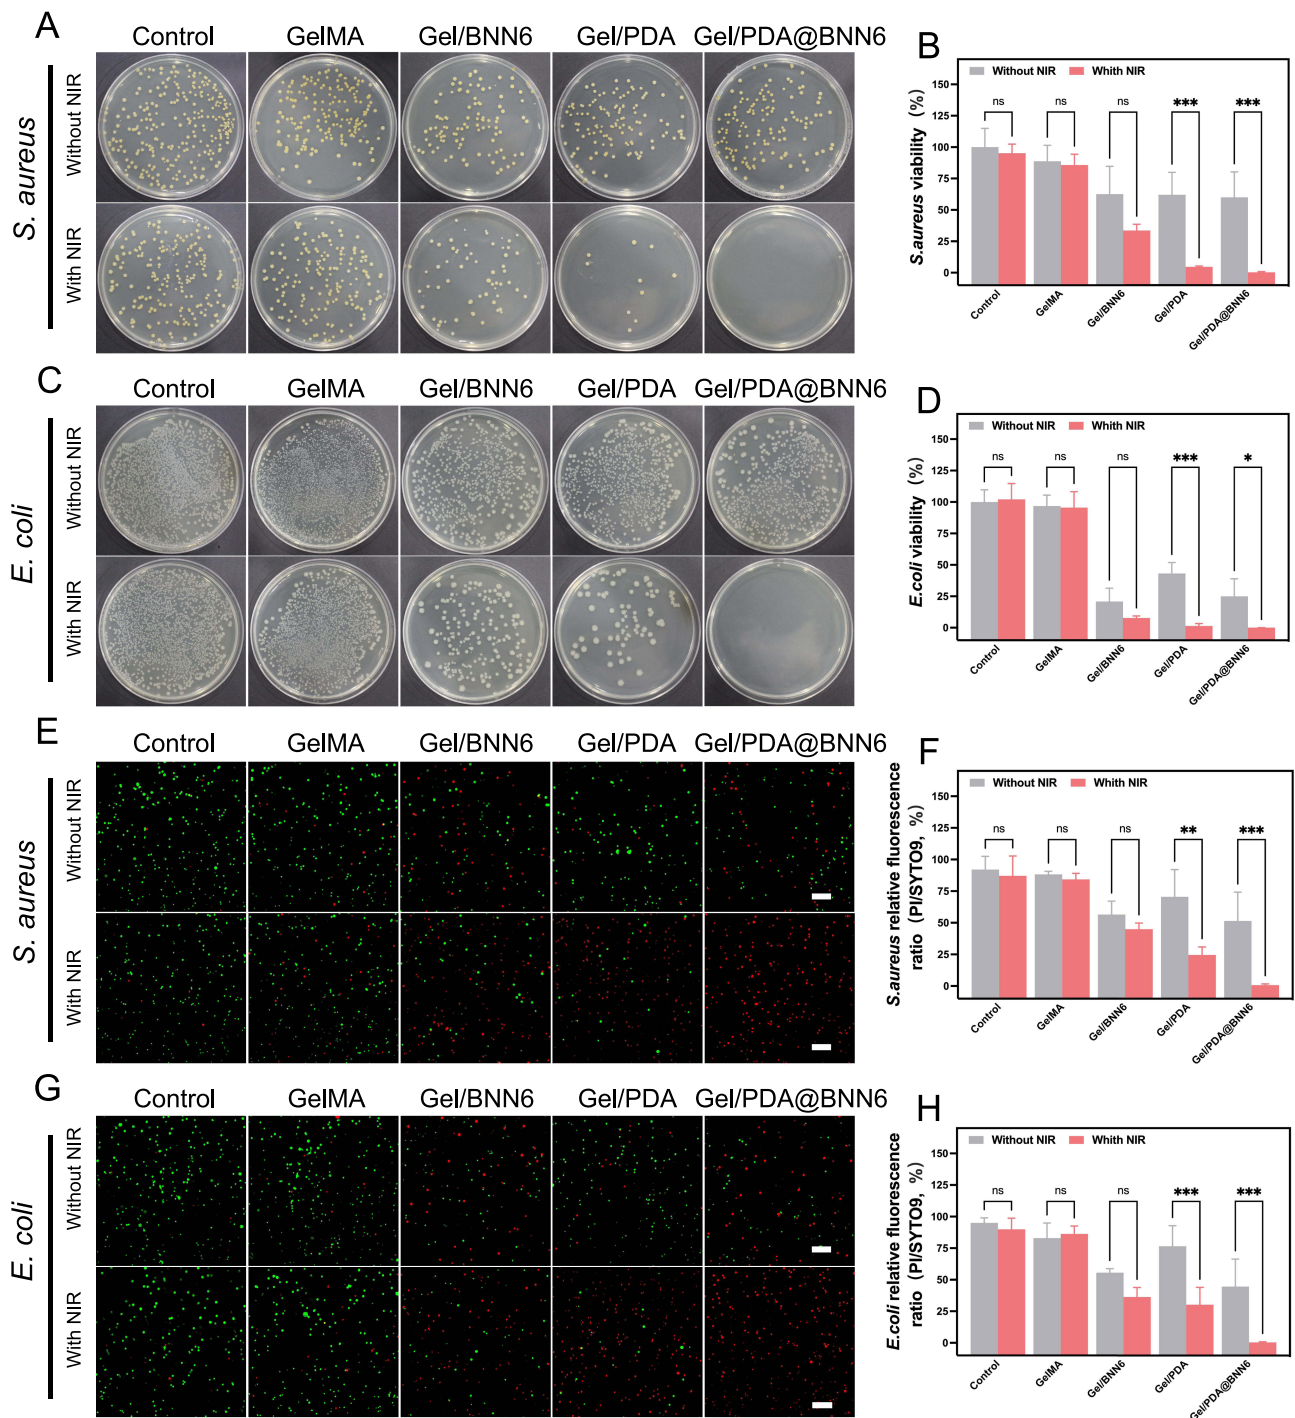 A
Control GelMA Gel/BNN6 Gel/PDA Gel/PDA@BNN6
S. aureus
Without NIR
With NIR
B
Without NIR Whith NIR
S.aureus viability (%)
150
125
100
75
50
25
0
ns ns ns *** ***
Control GelMA Gel/BNN6 Gel/PDA Gel/PDA@BNN6
C
Control GelMA Gel/BNN6 Gel/PDA Gel/PDA@BNN6
E. coli
Without NIR
With NIR
D
Without NIR Whith NIR
E.coli viability (%)
150
125
100
75
50
25
0
ns ns ns *** *
Control GelMA Gel/BNN6 Gel/PDA Gel/PDA@BNN6
E
Control GelMA Gel/BNN6 Gel/PDA Gel/PDA@BNN6
S. aureus
Without NIR
With NIR
F
Without NIR Whith NIR
S.aureus relative fluorescence
ratio (PI/SYTO9, %)
150
125
100
75
50
25
0
ns ns ns ** ***
Control GelMA Gel/BNN6 Gel/PDA Gel/PDA@BNN6
G
Control GelMA Gel/BNN6 Gel/PDA Gel/PDA@BNN6
E. coli
Without NIR
With NIR
H
Without NIR Whith NIR
E.coli relative fluorescence
ratio (PI/SYTO9, %)
150
125
100
75
50
25
0
ns ns ns *** ***
Control GelMA Gel/BNN6 Gel/PDA Gel/PDA@BNN6